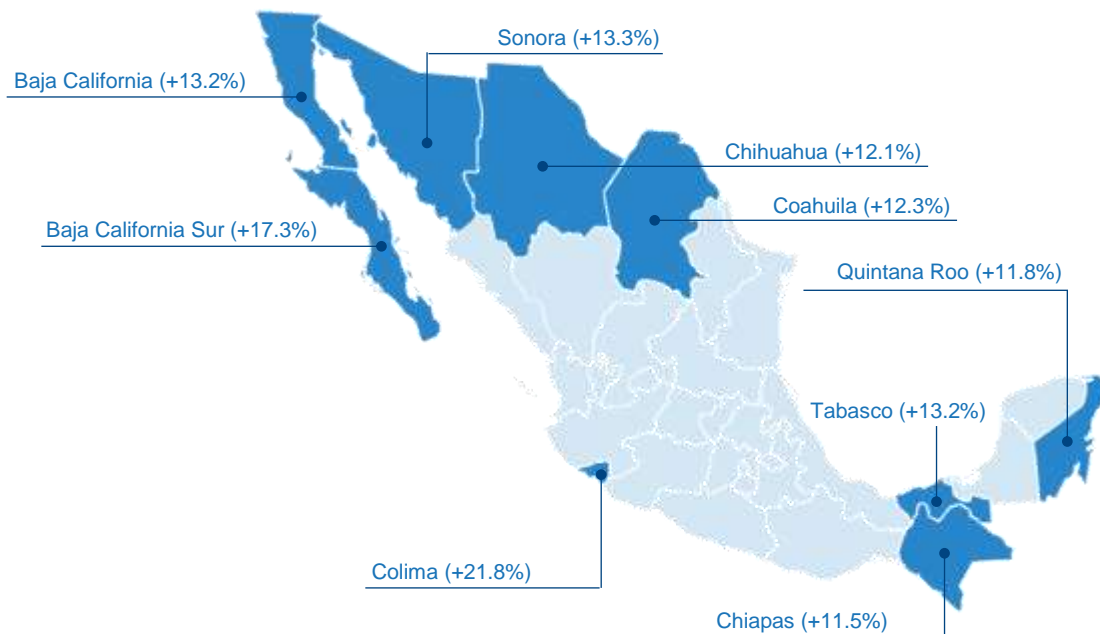 Sonora (+13.3%)
Baja California (+13.2%)
Chihuahua (+12.1%)
Coahuila (+12.3%)
Baja California Sur (+17.3%)
Quintana Roo (+11.8%)
Tabasco (+13.2%)
Colima (+21.8%)
Chiapas (+11.5%)